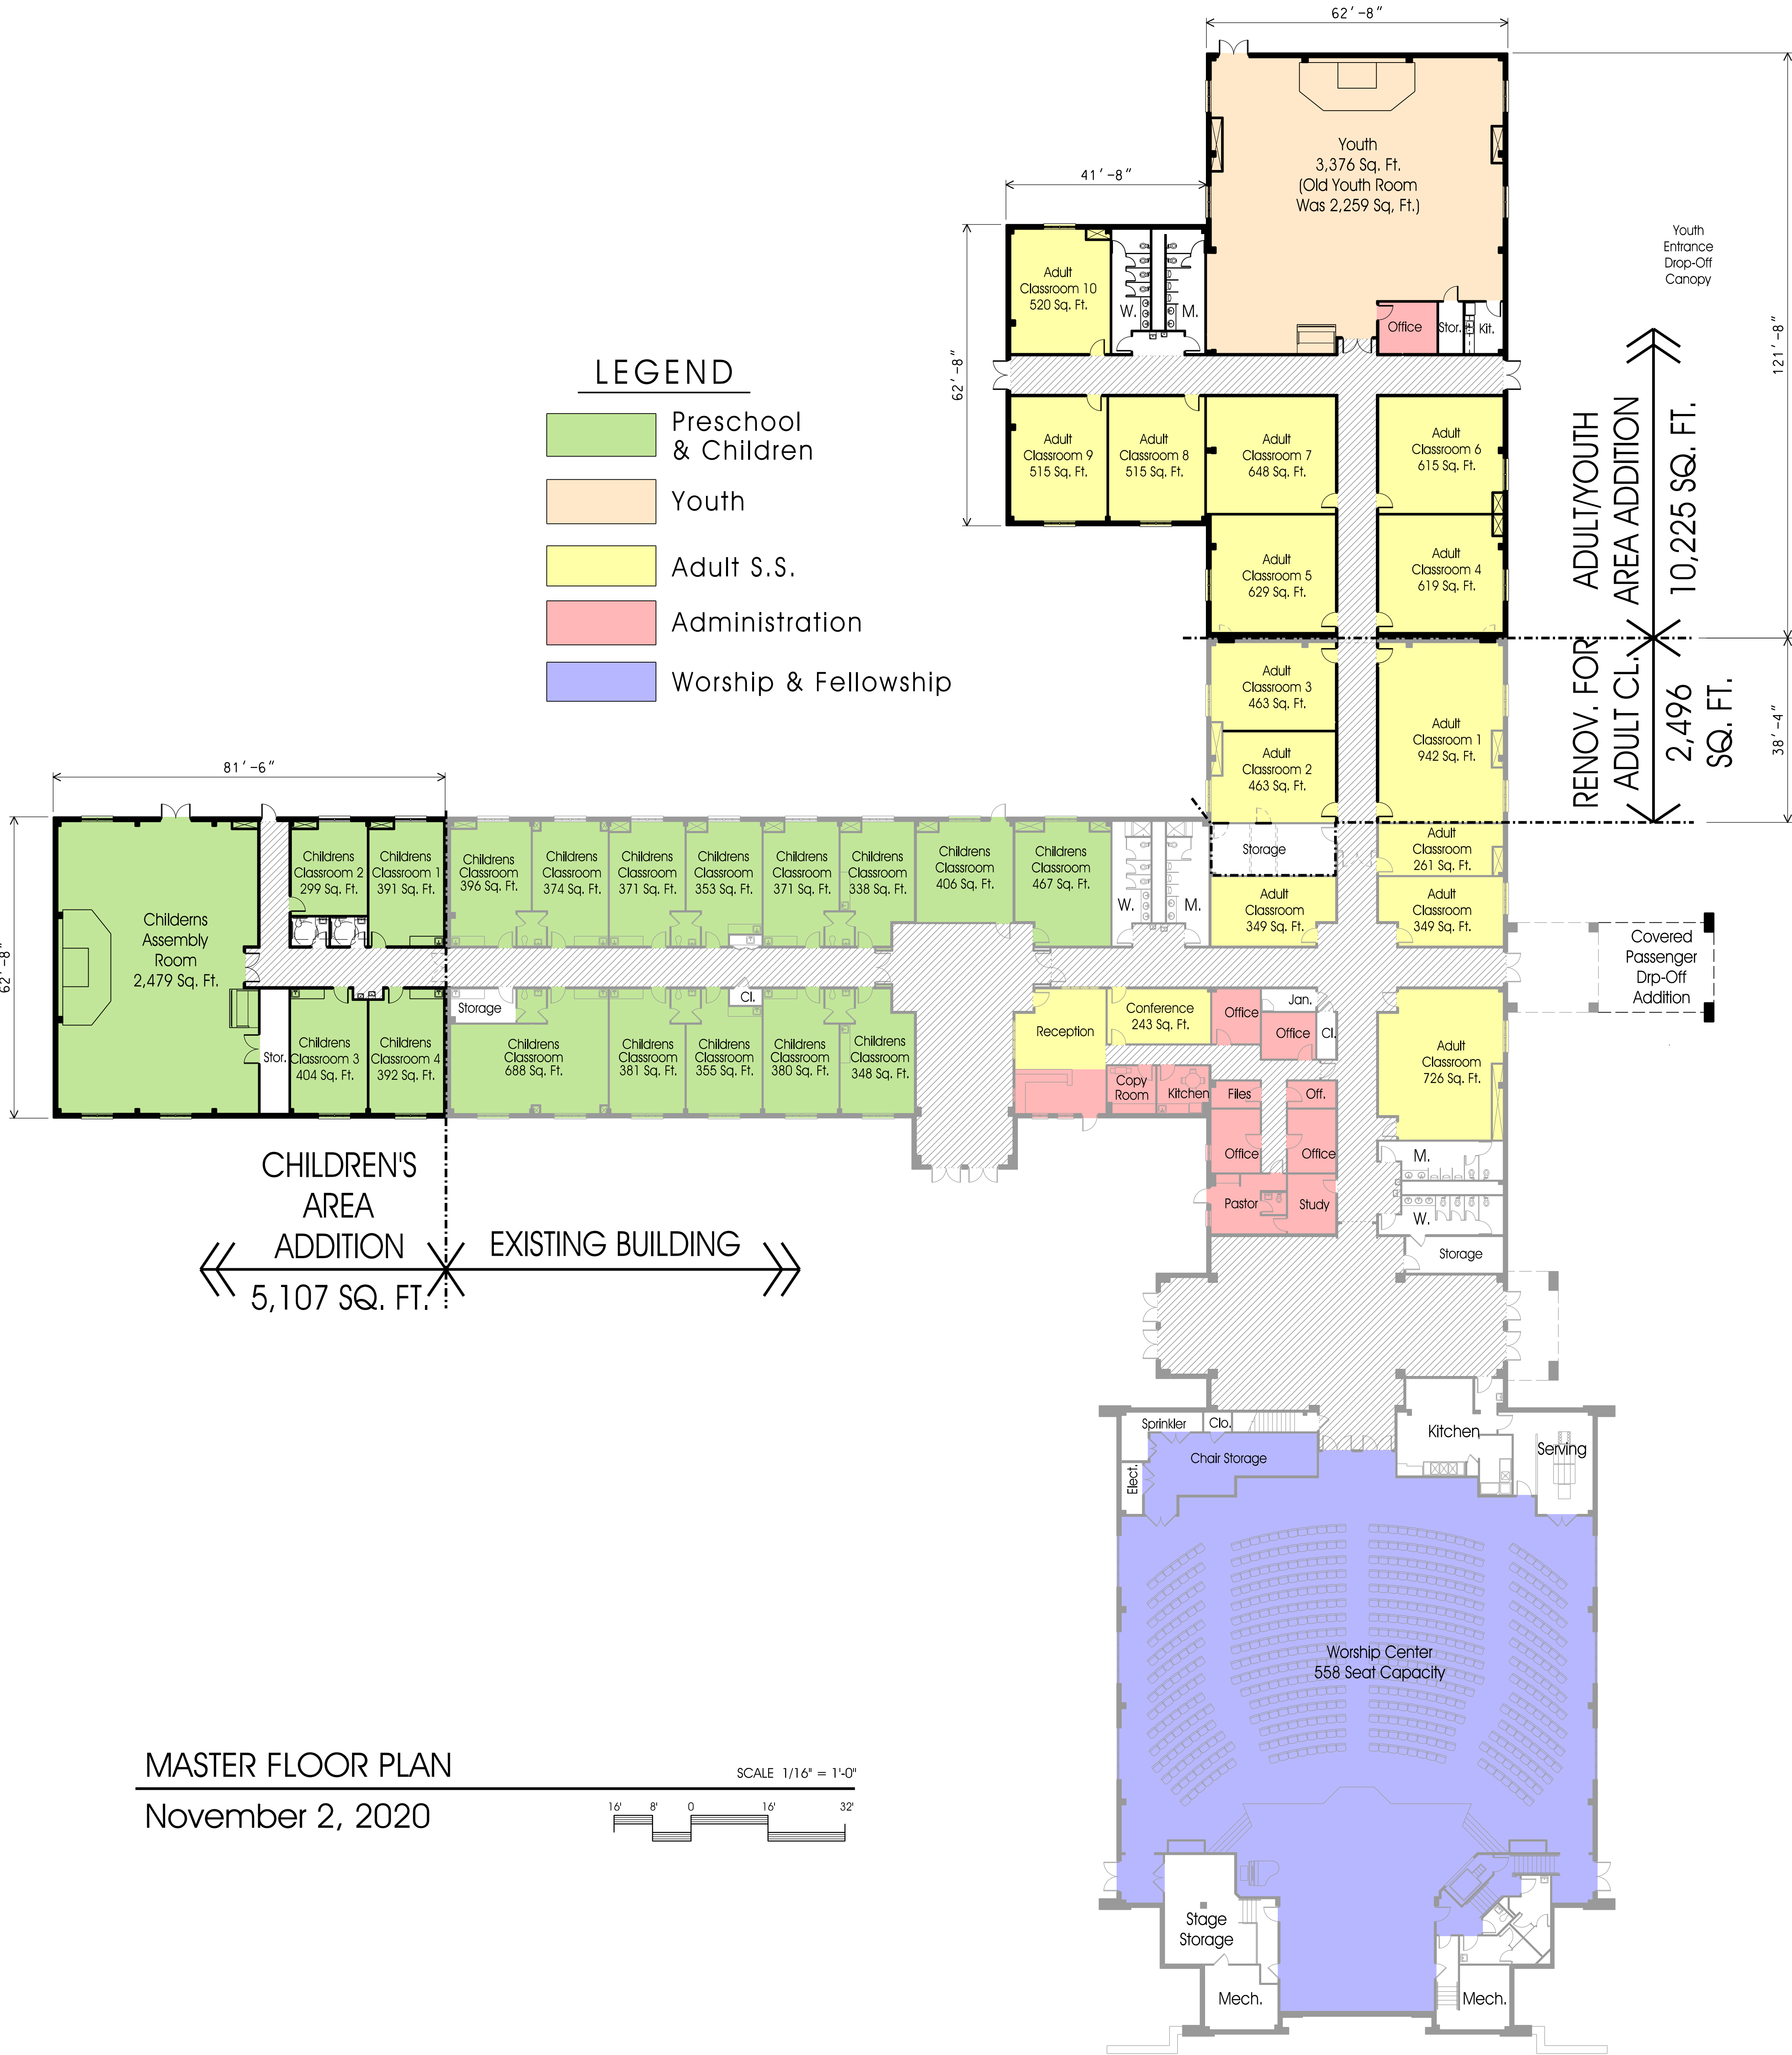 62'-8"
Youth
3,376 Sq. Ft.
(Old Youth Room
Was 2,259 Sq, Ft.)
41'-8"
Youth
Entrance
Drop-Off
Canopy
Adult
Classroom 10
520 Sq. Ft.
W.
M.
Office
Stor.
Kit.
62'-8"
121'-8"
LEGEND
Preschool
& Children
Youth
Adult S.S.
Administration
Worship & Fellowship
Adult
Classroom 9
515 Sq. Ft.
Adult
Classroom 8
515 Sq. Ft.
Adult
Classroom 7
648 Sq. Ft.
Adult
Classroom 6
615 Sq. Ft.
Adult
Classroom 5
629 Sq. Ft.
Adult
Classroom 4
619 Sq. Ft.
ADULT/YOUTH
AREA ADDITION
10,225 SQ. FT.
Adult
Classroom 3
463 Sq. Ft.
Adult
Classroom 2
463 Sq. Ft.
Adult
Classroom 1
942 Sq. Ft.
RENOV. FOR
ADULT CL.
2,496
SQ. FT.
38'-4"
81'-6"
62'-8"
Childerns
Assembly
Room
2,479 Sq. Ft.
Childrens
Classroom 2
299 Sq. Ft.
Childrens
Classroom 1
391 Sq. Ft.
Childrens
Classroom
396 Sq. Ft.
Childrens
Classroom
374 Sq. Ft.
Childrens
Classroom
371 Sq. Ft.
Childrens
Classroom
353 Sq. Ft.
Childrens
Classroom
371 Sq. Ft.
Childrens
Classroom
338 Sq. Ft.
Childrens
Classroom
406 Sq. Ft.
Childrens
Classroom
467 Sq. Ft.
W.
M.
Storage
Adult
Classroom
349 Sq. Ft.
Adult
Classroom
261 Sq. Ft.
Adult
Classroom
349 Sq. Ft.
Covered
Passenger
Drp-Off
Addition
Stor.
Childrens
Classroom 3
404 Sq. Ft.
Childrens
Classroom 4
392 Sq. Ft.
Storage
Childrens
Classroom
688 Sq. Ft.
Childrens
Classroom
381 Sq. Ft.
Cl.
Childrens
Classroom
355 Sq. Ft.
Childrens
Classroom
380 Sq. Ft.
Childrens
Classroom
348 Sq. Ft.
Reception
Conference
243 Sq. Ft.
Office
Jan.
Office
Cl.
Adult
Classroom
726 Sq. Ft.
Copy
Room
Kitchen
Files
Off.
Office
Office
Pastor
Study
M.
W.
Storage
CHILDREN'S
AREA
ADDITION
5,107 SQ. FT.
EXISTING BUILDING
Sprinkler
Clo.
Chair Storage
Elect.
Kitchen
Serving
Worship Center
558 Seat Capacity
Stage
Storage
Mech.
Mech.
MASTER FLOOR PLAN
SCALE 1/16" = 1'-0"
November 2, 2020
16'
8'
0
16'
32'